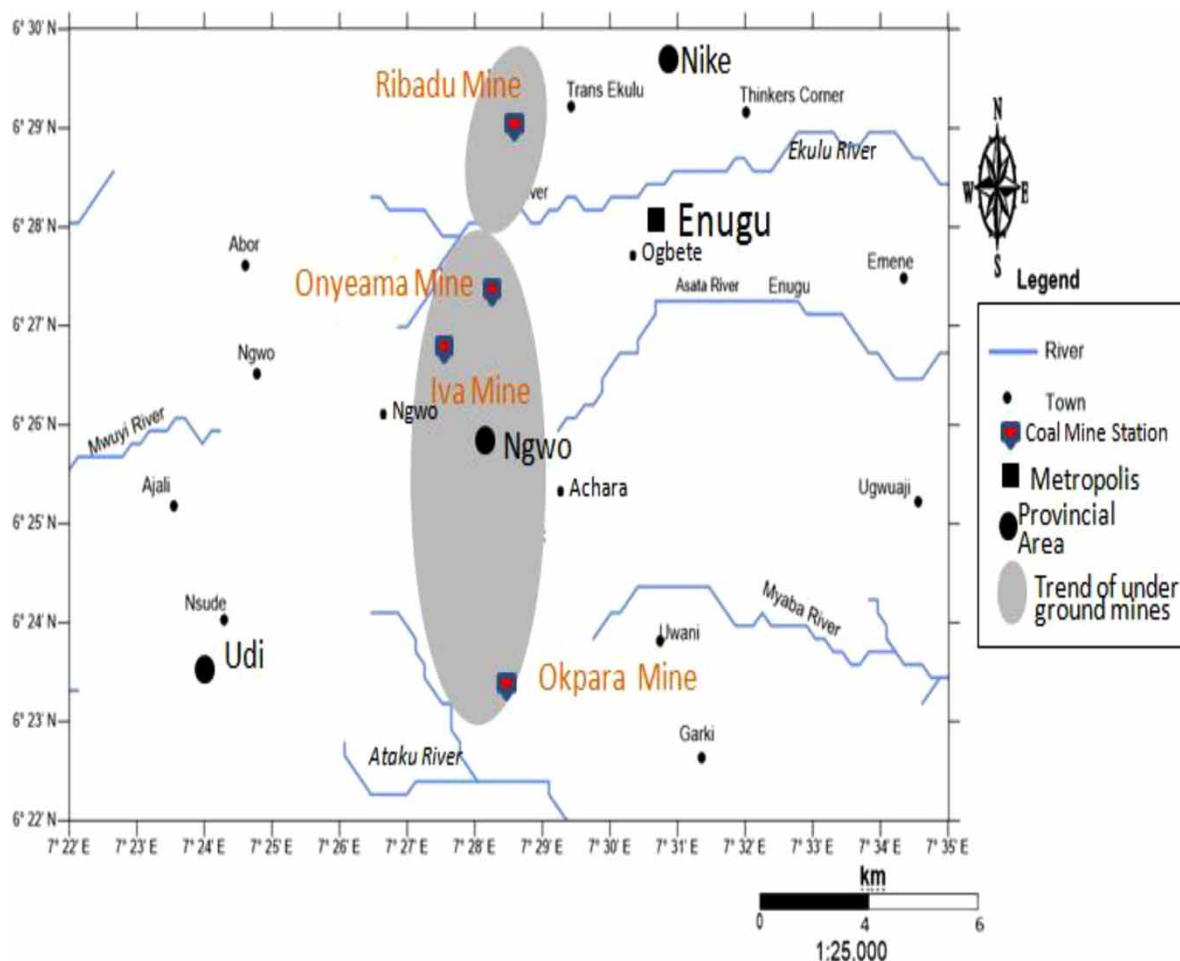 6° 30' N
Nike
Ribadu Mine
Trans Ekulu
Thinkers Corner
6° 29' N
Ekulu River
N
W E
S
ver
6° 28' N
Enugu
Abor
Ogbete
Emene
Onyeama Mine
Asata River
Enugu
Legend
6° 27' N
River
Ngwo
Iva Mine
Town
Ngwo
6° 26' N
Mwuyi River
Coal Mine Station
Ngwo
Metropolis
Ajali
Achara
Ugwuaji
Provincial
Area
6° 25' N
Trend of under
ground mines
Nsude
Myaba River
6° 24' N
Uwani
Udi
Okpara Mine
6° 23' N
Garki
Ataku River
6° 22' N
7° 22' E 7° 23' E 7° 24' E 7° 25' E 7° 26' E 7° 27' E 7° 28' E 7° 29' E 7° 30' E 7° 31' E 7° 32' E 7° 33' E 7° 34' E 7° 35' E
km
0 4 6
1:25,000